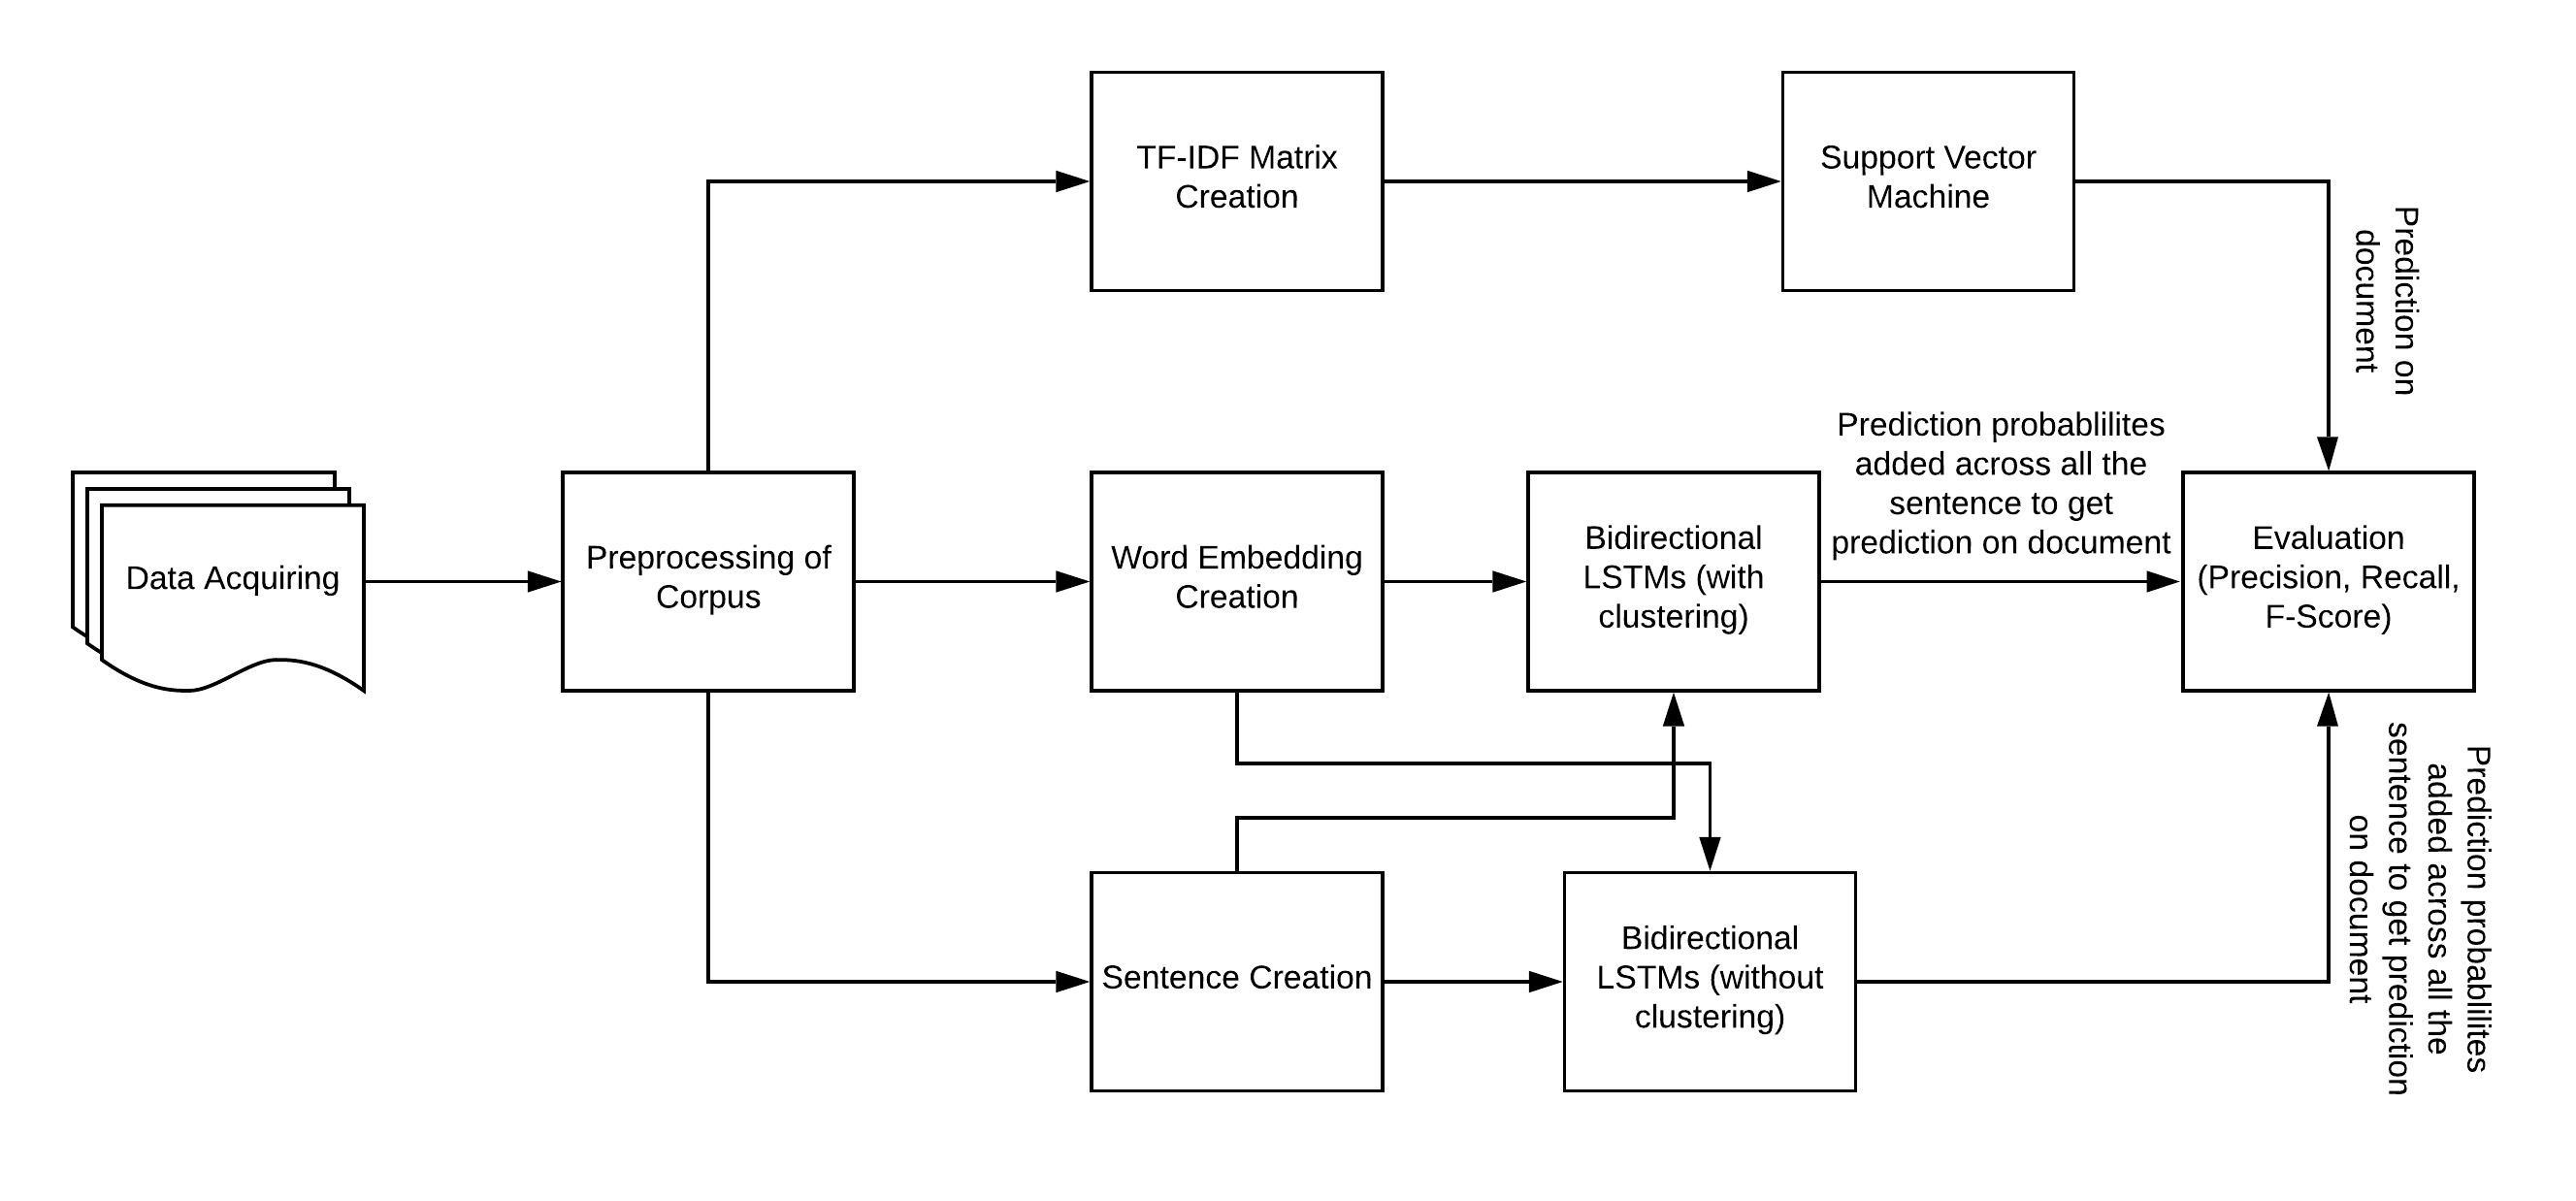 TF-IDF Matrix
Creation
Support Vector
Machine
Prediction on
document
Data Acquiring
Preprocessing of
Corpus
Word Embedding
Creation
Bidirectional
LSTMs (with
clustering)
Prediction probablilites
added across all the
sentence to get
prediction on document
Evaluation
(Precision, Recall,
F-Score)
Sentence Creation
Bidirectional
LSTMs (without
clustering)
Prediction probablilites
added across all the
sentence to get prediction
on document